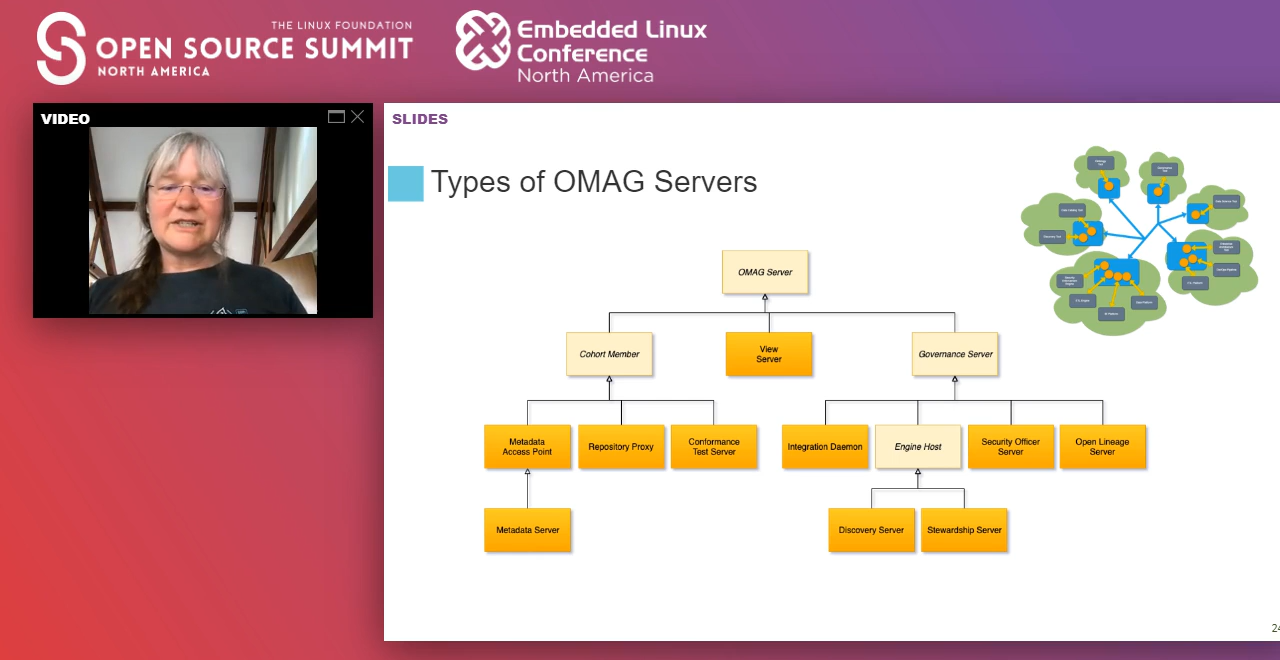 THE LINUX FOUNDATION
OPEN SOURCE SUMMIT
NORTH AMERICA
Embedded Linux
Conference
North America
VIDEO
SLIDES
Types of OMAG Servers
OMAG Server
Cohort Member
View
Server
Governance Server
Metadata
Access Point
Repository Proxy
Conformance
Test Server
Integration Daemon
Engine Host
Security Officer
Server
Open Lineage
Server
Metadata Server
Discovery Server
Stewardship Server